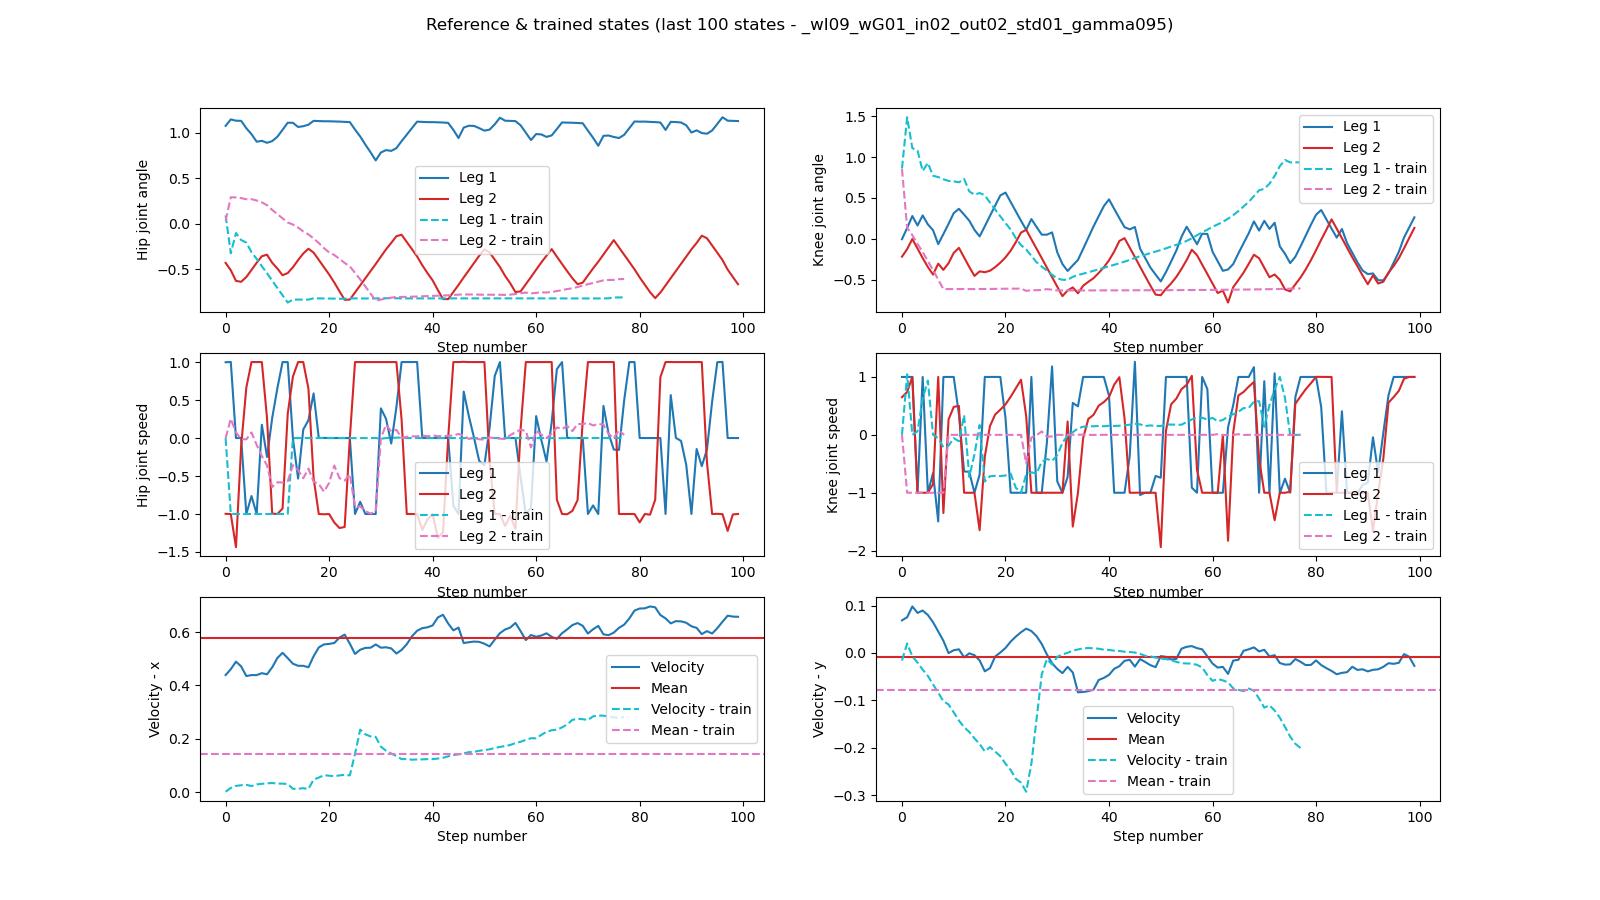 Reference & trained states (last 100 states - _wI09_wG01_in02_out02_std01_gamma095)
Hip joint angle
1.0
0.5
0.0
−0.5
Leg 1
Leg 2
Leg 1 - train
Leg 2 - train
0 20 40 60 80 100
Step number
Knee joint angle
1.5
1.0
0.5
0.0
−0.5
Leg 1
Leg 2
Leg 1 - train
Leg 2 - train
0 20 40 60 80 100
Step number
Hip joint speed
1.0
0.5
0.0
−0.5
−1.0
−1.5
Leg 1
Leg 2
Leg 1 - train
Leg 2 - train
0 20 40 60 80 100
Step number
Knee joint speed
1
0
−1
−2
Leg 1
Leg 2
Leg 1 - train
Leg 2 - train
0 20 40 60 80 100
Step number
Velocity - x
0.6
0.4
0.2
0.0
Velocity
Mean
Velocity - train
Mean - train
0 20 40 60 80 100
Step number
Velocity - y
0.1
0.0
−0.1
−0.2
−0.3
Velocity
Mean
Velocity - train
Mean - train
0 20 40 60 80 100
Step number